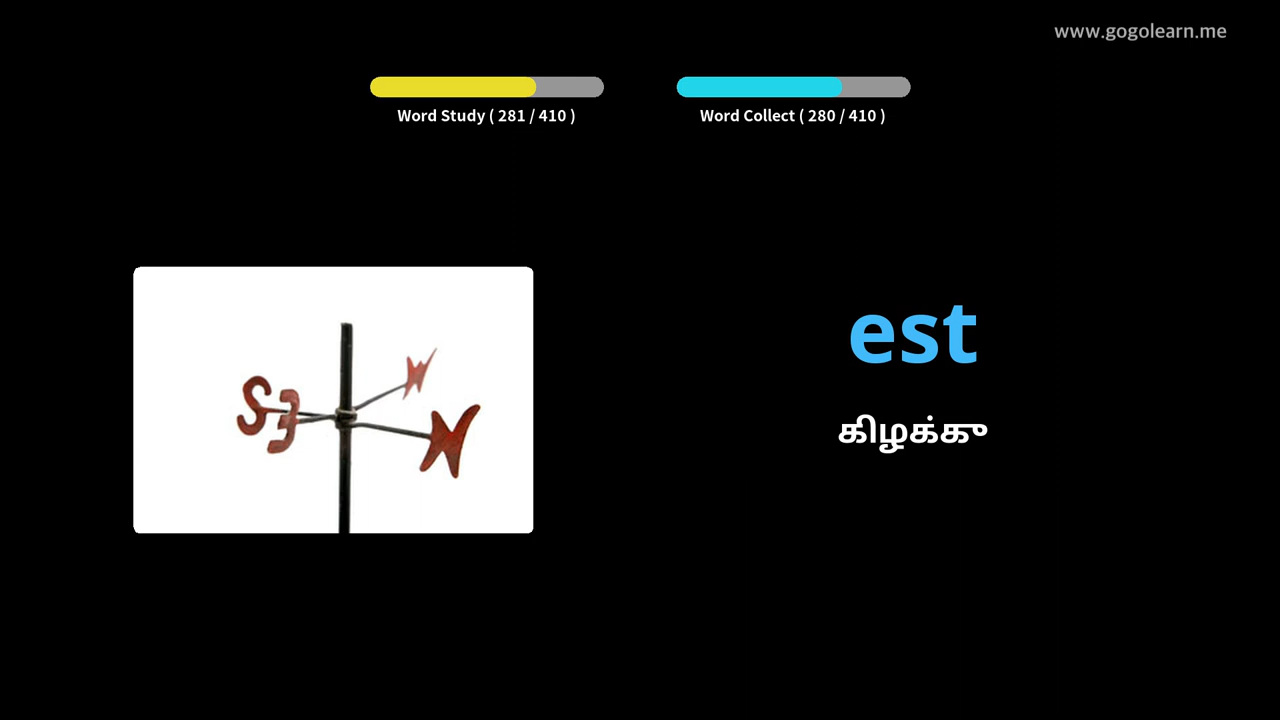 www.gogolearn.me
Word Study ( 281 / 410 )
Word Collect ( 280 / 410 )
S E N N
est
கிழக்கு